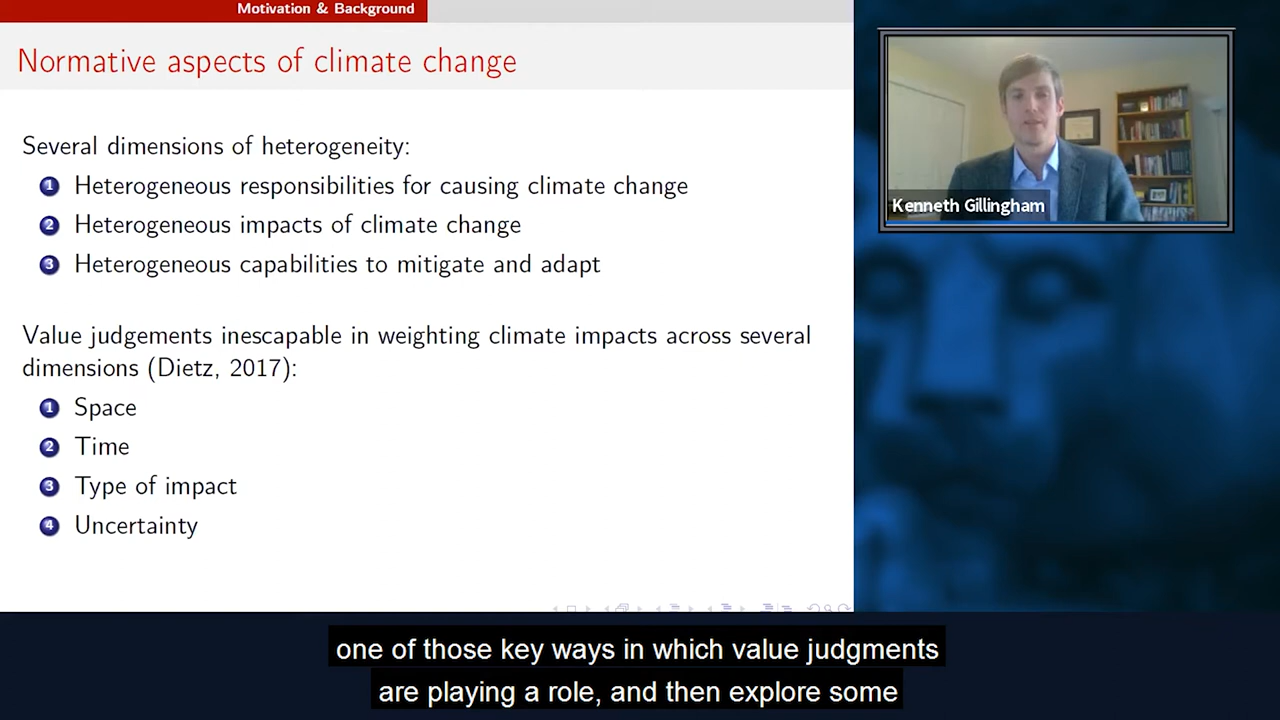 Motivation & Background
Normative aspects of climate change
Several dimensions of heterogeneity:
1 Heterogeneous responsibilities for causing climate change
2 Heterogeneous impacts of climate change
3 Heterogeneous capabilities to mitigate and adapt
Value judgements inescapable in weighting climate impacts across several
dimensions (Dietz, 2017):
1 Space
2 Time
3 Type of impact
4 Uncertainty
Kenneth Gillingham
one of those key ways in which value judgments
are playing a role, and then explore some